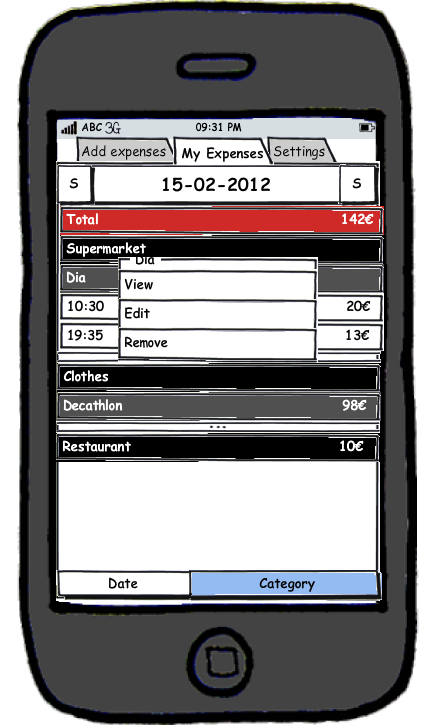 ABC 3G 09:31 PM
Add expenses My Expenses Settings
S 15-02-2012 S
Total 142€
Supermarket
Dia
Dia
View
10:30 20€
Edit
19:35 13€
Remove
Clothes
Decathlon 98€
...
Restaurant 10€
Date Category